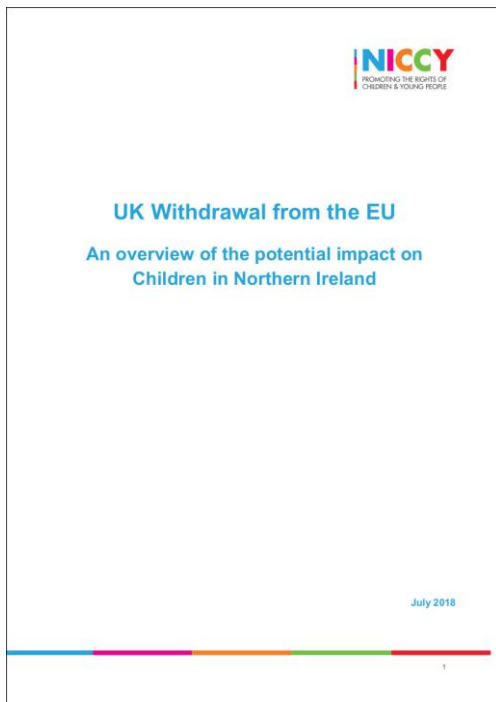 NICCY
PROMOTING THE RIGHTS OF
CHILDREN & YOUNG PEOPLE
UK Withdrawal from the EU
An overview of the potential impact on
Children in Northern Ireland
July 2018
1